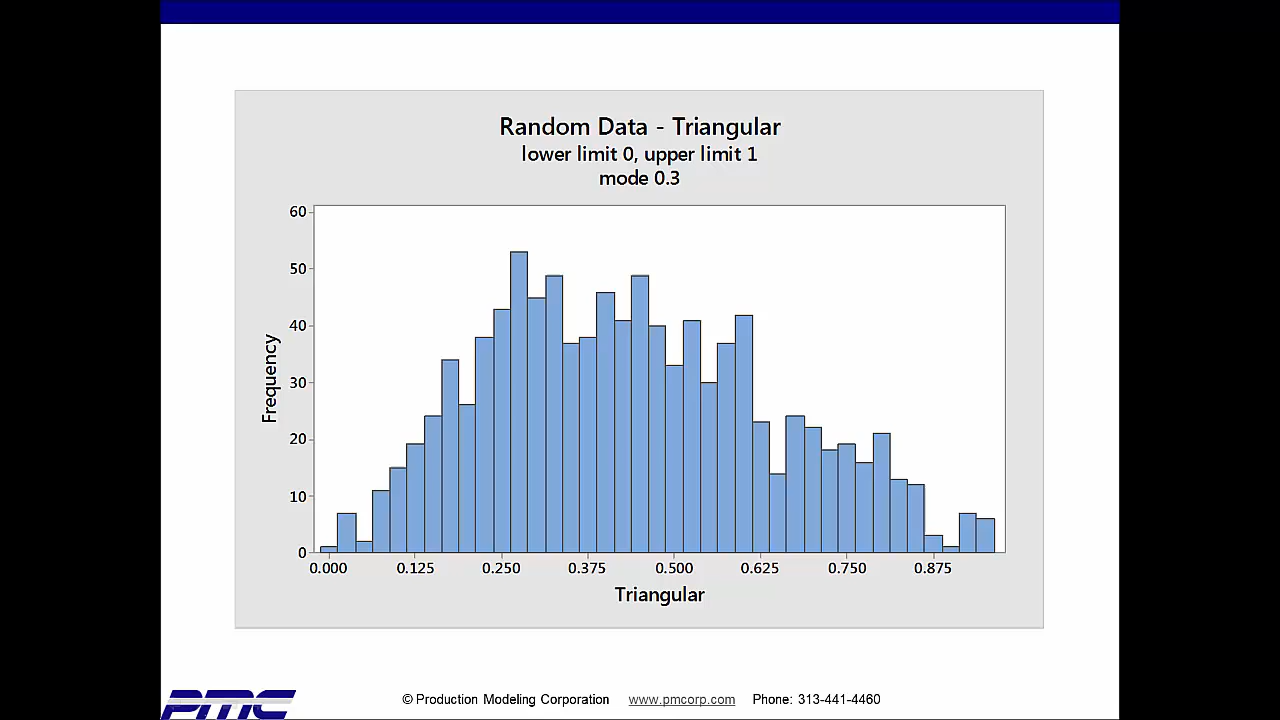 Random Data - Triangular
lower limit 0, upper limit 1
mode 0.3
60
50
40
30
20
10
0
Frequency
0.000 0.125 0.250 0.375 0.500 0.625 0.750 0.875
Triangular
PMC
© Production Modeling Corporation www.pmcorp.com Phone: 313-441-4460